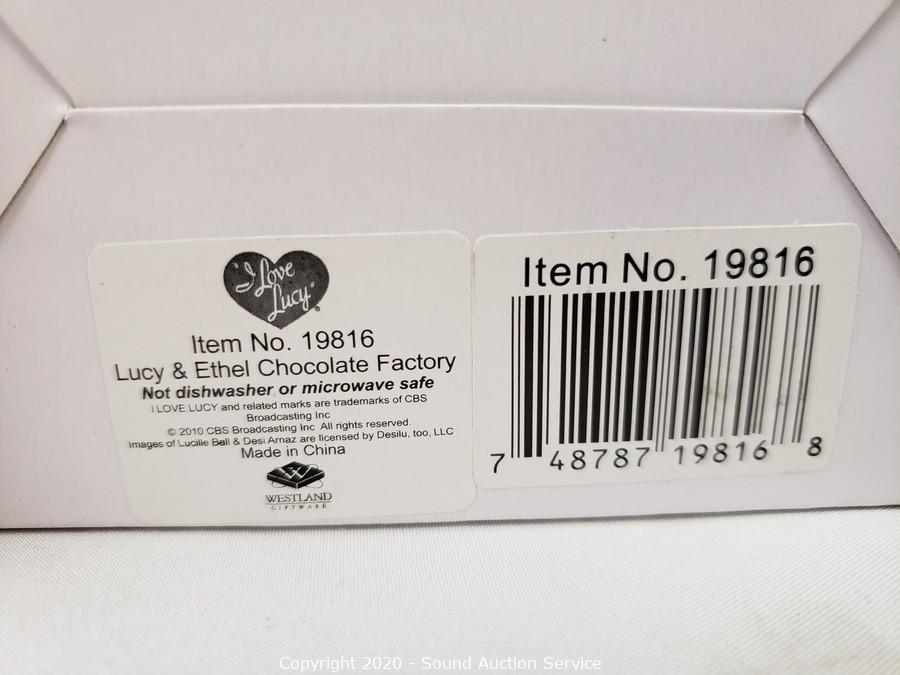 "I Love
Lucy"®
Item No. 19816
Lucy & Ethel Chocolate Factory
Not dishwasher or microwave safe
I LOVE LUCY and related marks are trademarks of CBS
Broadcasting Inc
© 2010 CBS Broadcasting Inc All rights reserved.
Images of Lucille Ball & Desi Arnaz are licensed by Desilu, too, LLC
Made in China
W
WESTLAND
GIFTWARE
Item No. 19816
7 48787 19816 8
Copyright 2020 - Sound Auction Service